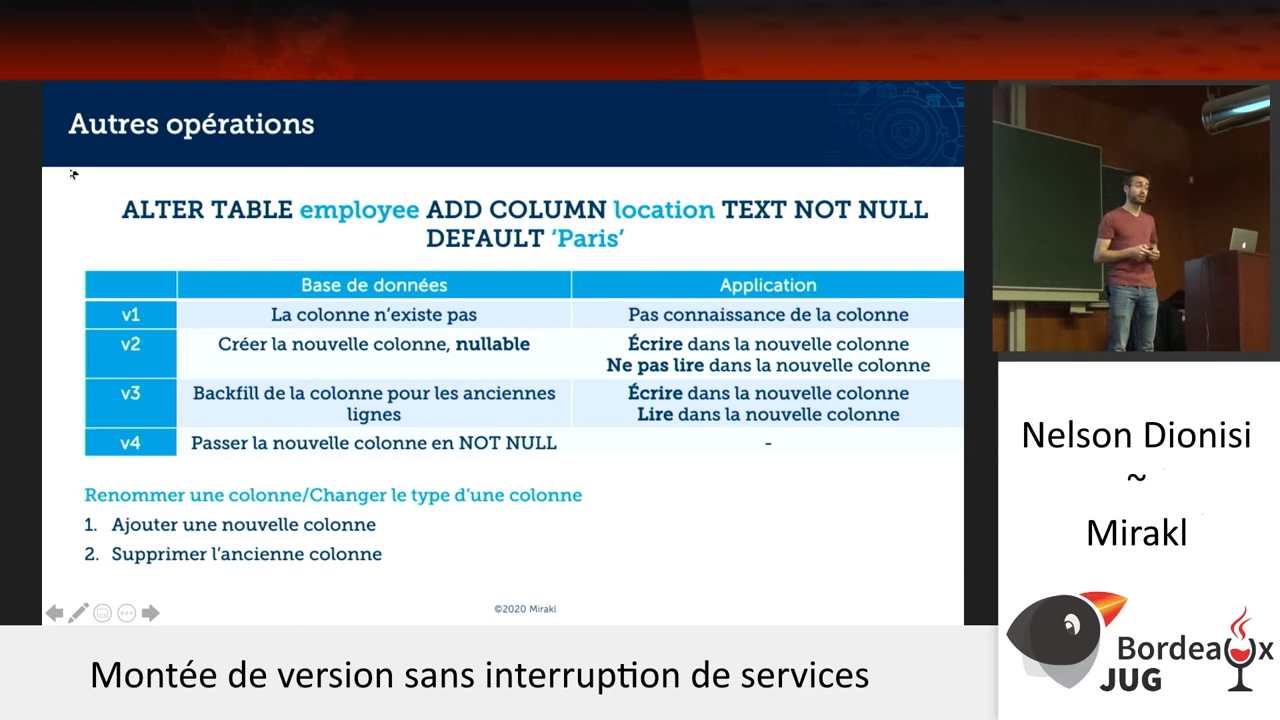 Autres opérations
ALTER TABLE employee ADD COLUMN location TEXT NOT NULL
DEFAULT ‘Paris’
Base de données Application
v1 La colonne n’existe pas Pas connaissance de la colonne
v2 Créer la nouvelle colonne, nullable Écrire dans la nouvelle colonne
Ne pas lire dans la nouvelle colonne
v3 Backfill de la colonne pour les anciennes lignes Écrire dans la nouvelle colonne
Lire dans la nouvelle colonne
v4 Passer la nouvelle colonne en NOT NULL -
Renommer une colonne/Changer le type d’une colonne
1. Ajouter une nouvelle colonne
2. Supprimer l’ancienne colonne
©2020 Mirakl
Nelson Dionisi
~
Mirakl
Bordeaux
JUG
Montée de version sans interruption de services